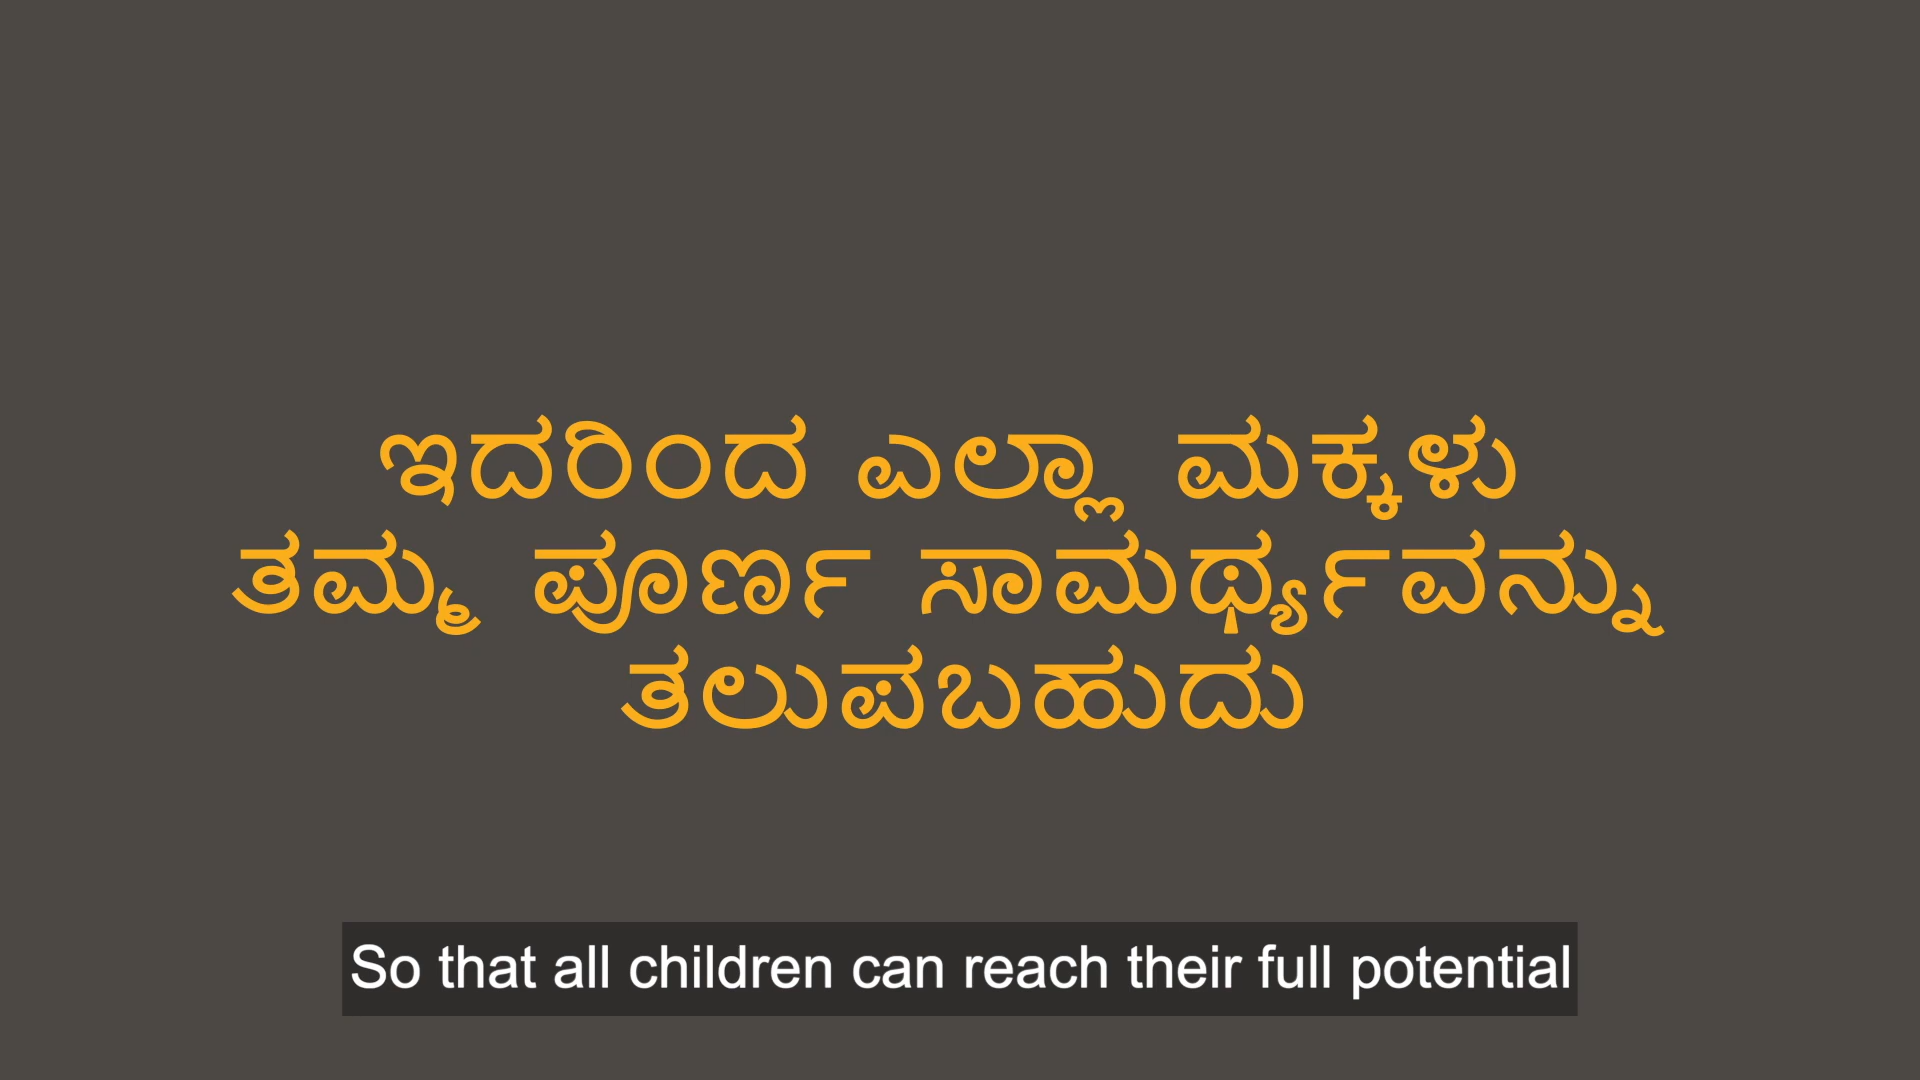 ಇದರಿಂದ ಎಲ್ಲಾ ಮಕ್ಕಳು
ತಮ್ಮ ಪೂರ್ಣ ಸಾಮರ್ಥ್ಯವನ್ನು
ತಲುಪಬಹುದು
So that all children can reach their full potential